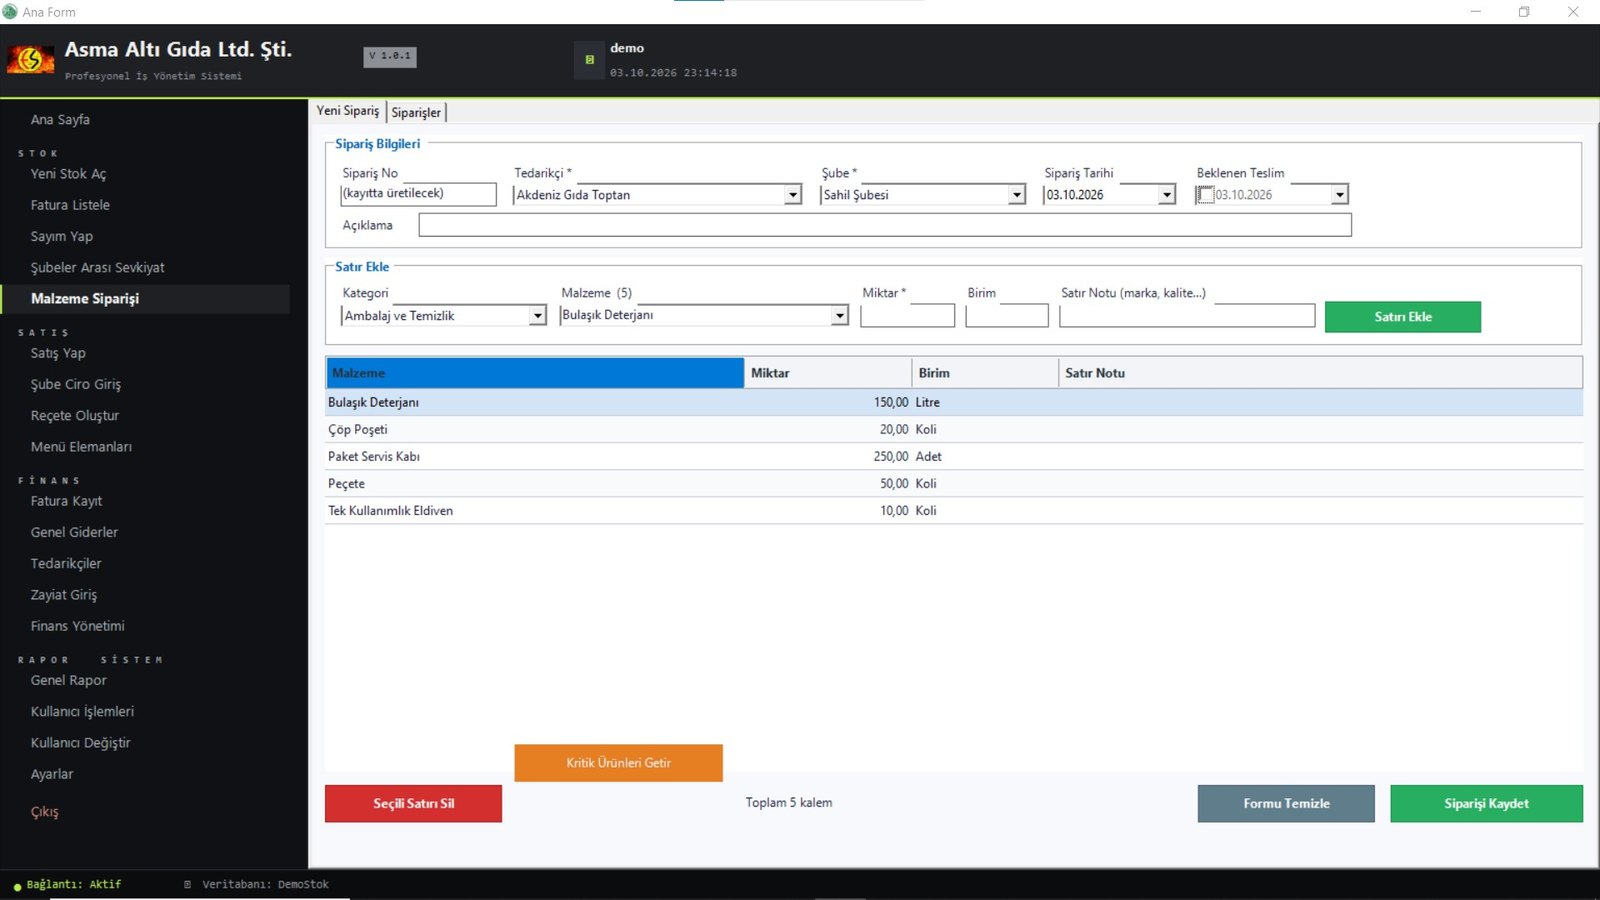 Ana Form
Asma Altı Gıda Ltd. Şti.
Profesyonel İş Yönetim Sistemi
V 1.0.1
demo
03.10.2026 23:14:18
Ana Sayfa
STOK
Yeni Stok Aç
Fatura Listele
Sayım Yap
Şubeler Arası Sevkiyat
Malzeme Siparişi
SATIŞ
Satış Yap
Şube Ciro Giriş
Reçete Oluştur
Menü Elemanları
FİNANS
Fatura Kayıt
Genel Giderler
Tedarikçiler
Zayiat Giriş
Finans Yönetimi
RAPOR SİSTEM
Genel Rapor
Kullanıcı İşlemleri
Kullanıcı Değiştir
Ayarlar
Çıkış
Yeni Sipariş Siparişler
Sipariş Bilgileri
Sipariş No Tedarikçi * Şube * Sipariş Tarihi Beklenen Teslim
(kayıtta üretilecek) Akdeniz Gıda Toptan Sahil Şubesi 03.10.2026 03.10.2026
Açıklama
Satır Ekle
Kategori Malzeme (5) Miktar * Birim Satır Notu (marka, kalite...)
Ambalaj ve Temizlik Bulaşık Deterjanı Satırı Ekle
Malzeme Miktar Birim Satır Notu
Bulaşık Deterjanı 150,00 Litre
Çöp Poşeti 20,00 Koli
Paket Servis Kabı 250,00 Adet
Peçete 50,00 Koli
Tek Kullanımlık Eldiven 10,00 Koli
Kritik Ürünleri Getir
Seçili Satırı Sil Toplam 5 kalem Formu Temizle Siparişi Kaydet
Bağlantı: Aktif Veritabanı: DemoStok